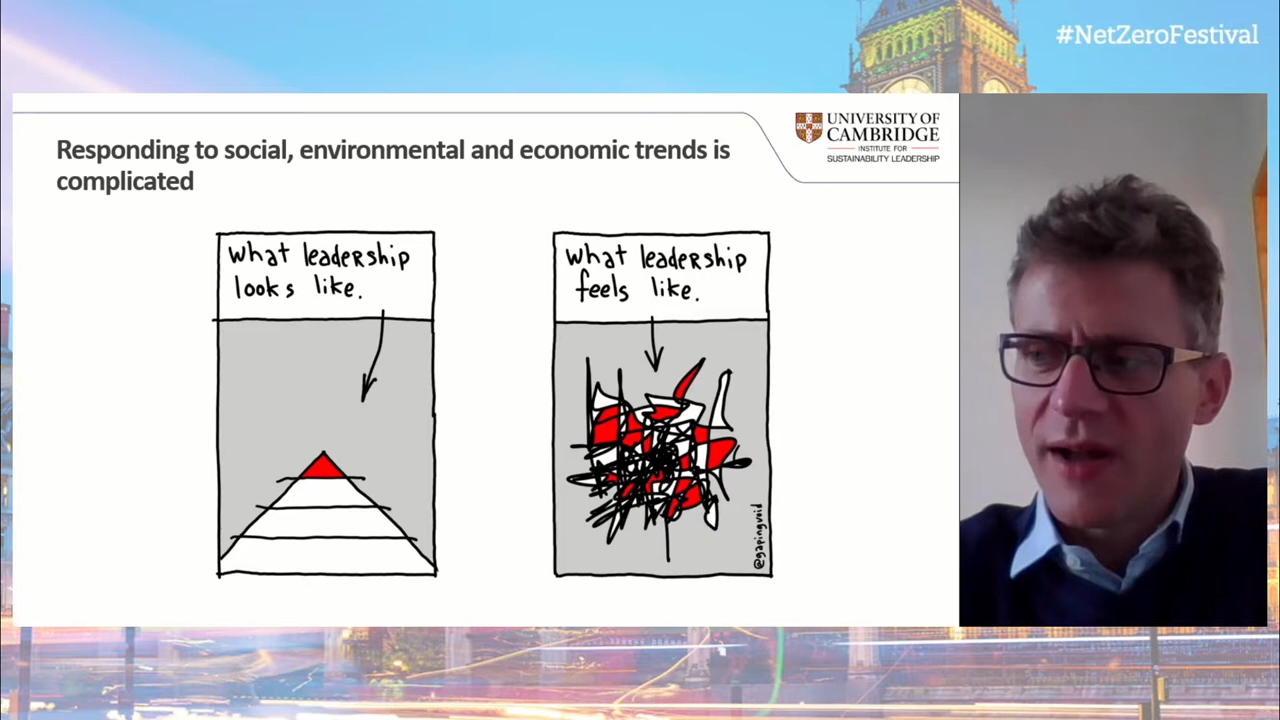 #NetZeroFestival
UNIVERSITY OF
CAMBRIDGE
INSTITUTE FOR
SUSTAINABILITY LEADERSHIP
Responding to social, environmental and economic trends is
complicated
What leadership
looks like.
What leadership
feels like.
@gapingvoid